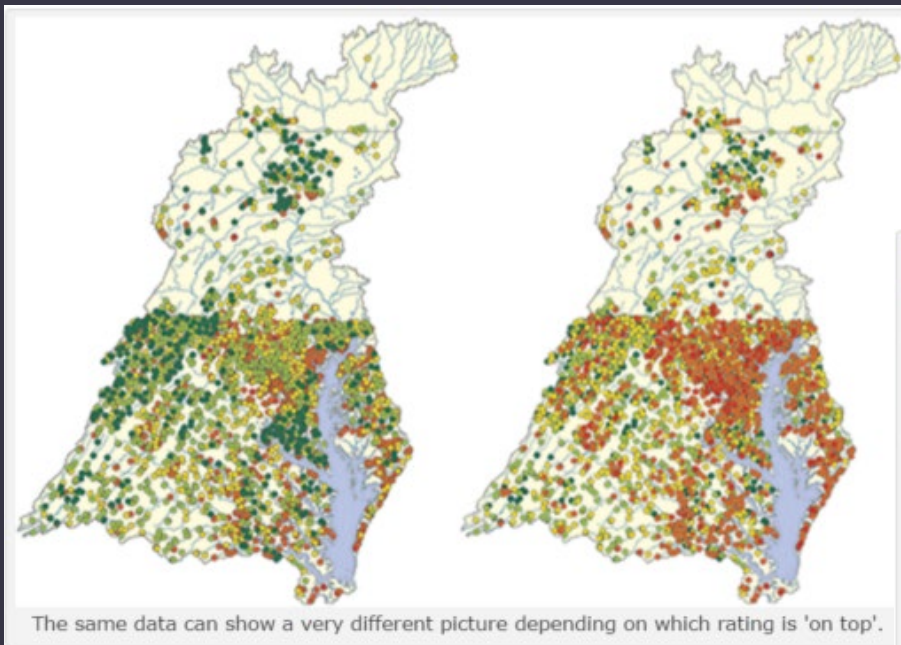 The same data can show a very different picture depending on which rating is 'on top'.